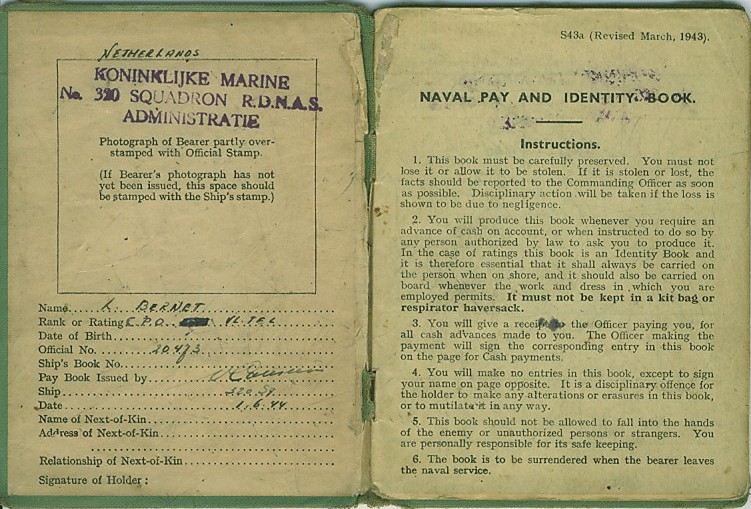 NETHERLANDS
KONINKLIJKE MARINE
No. 320 SQUADRON R.D.N.A.S.
ADMINISTRATIE
Photograph of Bearer partly over-
stamped with Official Stamp.
(If Bearer's photograph has not
yet been issued, this space should
be stamped with the Ship's stamp.)
Name L. BERNET
Rank or Rating C.P.O. VL.TEL
Date of Birth
Official No. 20473
Ship's Book No.
Pay Book Issued by
Ship 320 Sq
Date 1.6.44
Name of Next-of-Kin
Address of Next-of-Kin
Relationship of Next-of-Kin
Signature of Holder :
S43a (Revised March, 1943).
NAVAL PAY AND IDENTITY BOOK.
Instructions.
1. This book must be carefully preserved. You must not
lose it or allow it to be stolen. If it is stolen or lost, the
facts should be reported to the Commanding Officer as soon
as possible. Disciplinary action will be taken if the loss is
shown to be due to negligence.
2. You will produce this book whenever you require an
advance of cash on account, or when instructed to do so by
any person authorized by law to ask you to produce it.
In the case of ratings this book is an Identity Book and
it is therefore essential that it shall always be carried on
the person when on shore, and it should also be carried on
board whenever the work and dress in which you are
employed permits. It must not be kept in a kit bag or
respirator haversack.
3. You will give a receipt to the Officer paying you, for
all cash advances made to you. The Officer making the
payment will sign the corresponding entry in this book
on the page for Cash payments.
4. You will make no entries in this book, except to sign
your name on page opposite. It is a disciplinary offence for
the holder to make any alterations or erasures in this book,
or to mutilate it in any way.
5. This book should not be allowed to fall into the hands
of the enemy or unauthorized persons or strangers. You
are personally responsible for its safe keeping.
6. The book is to be surrendered when the bearer leaves
the naval service.